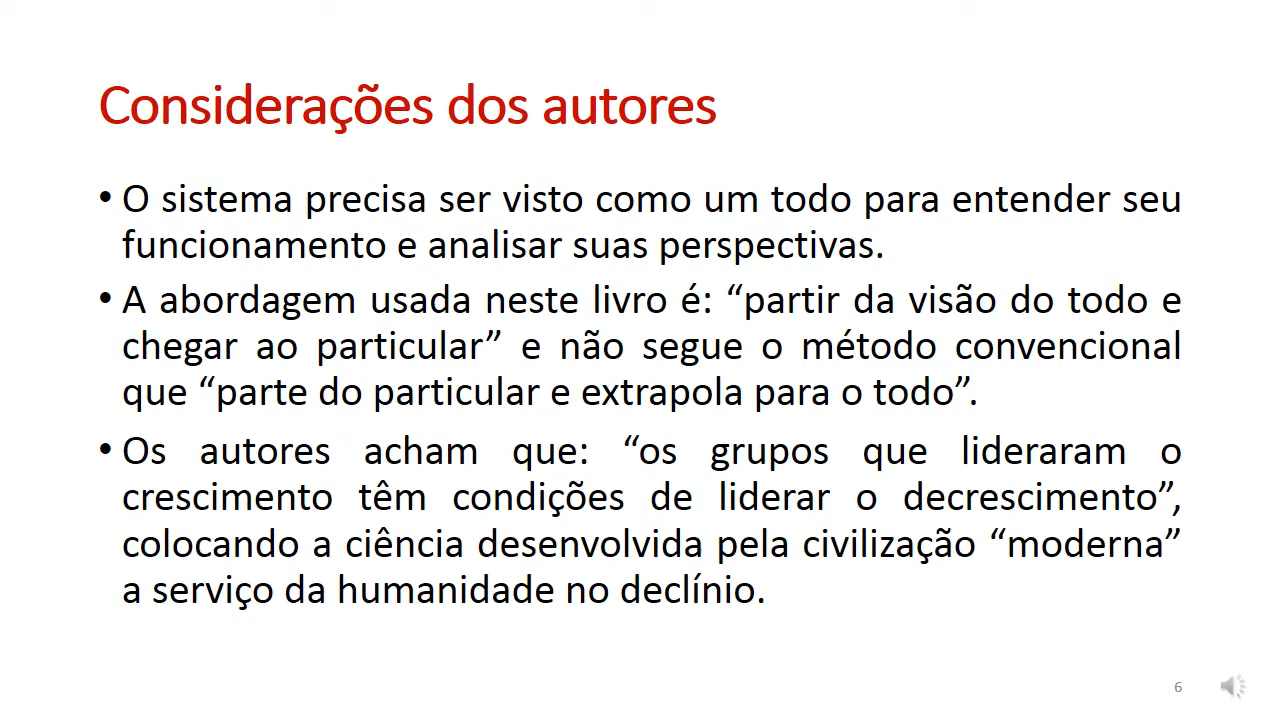 Considerações dos autores
• O sistema precisa ser visto como um todo para entender seu
funcionamento e analisar suas perspectivas.
• A abordagem usada neste livro é: “partir da visão do todo e
chegar ao particular” e não segue o método convencional
que “parte do particular e extrapola para o todo”.
• Os autores acham que: “os grupos que lideraram o
crescimento têm condições de liderar o decrescimento”,
colocando a ciência desenvolvida pela civilização “moderna”
a serviço da humanidade no declínio.
6